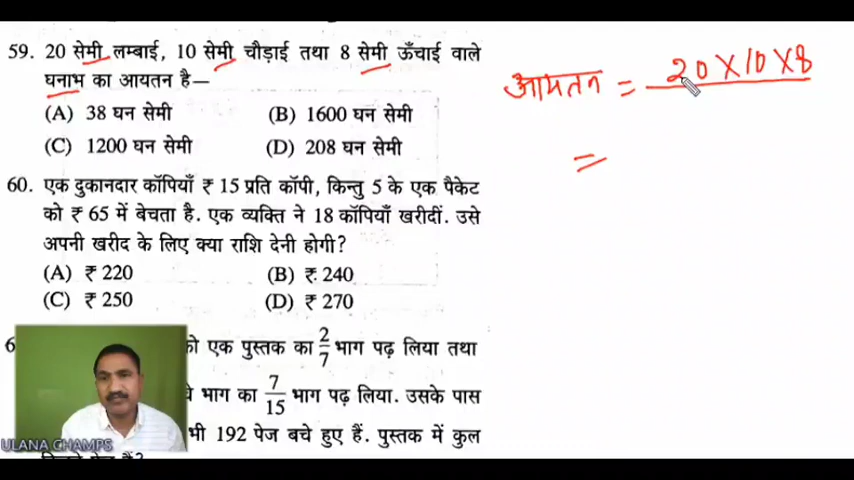 59. 20 सेमी लम्बाई, 10 सेमी चौड़ाई तथा 8 सेमी ऊँचाई वाले
घनाभ का आयतन है—
(A) 38 घन सेमी (B) 1600 घन सेमी
(C) 1200 घन सेमी (D) 208 घन सेमी
आयतन = 20 X 10 X 8
=
60. एक दुकानदार कॉपियाँ ₹ 15 प्रति कॉपी, किन्तु 5 के एक पैकेट
को ₹ 65 में बेचता है. एक व्यक्ति ने 18 कॉपियाँ खरीदीं. उसे
अपनी खरीद के लिए क्या राशि देनी होगी?
(A) ₹ 220 (B) ₹ 240
(C) ₹ 250 (D) ₹ 270
को एक पुस्तक का 2/7 भाग पढ़ लिया तथा
भाग का 7/15 भाग पढ़ लिया. उसके पास
भी 192 पेज बचे हुए हैं. पुस्तक में कुल
ULANA CHAMPS